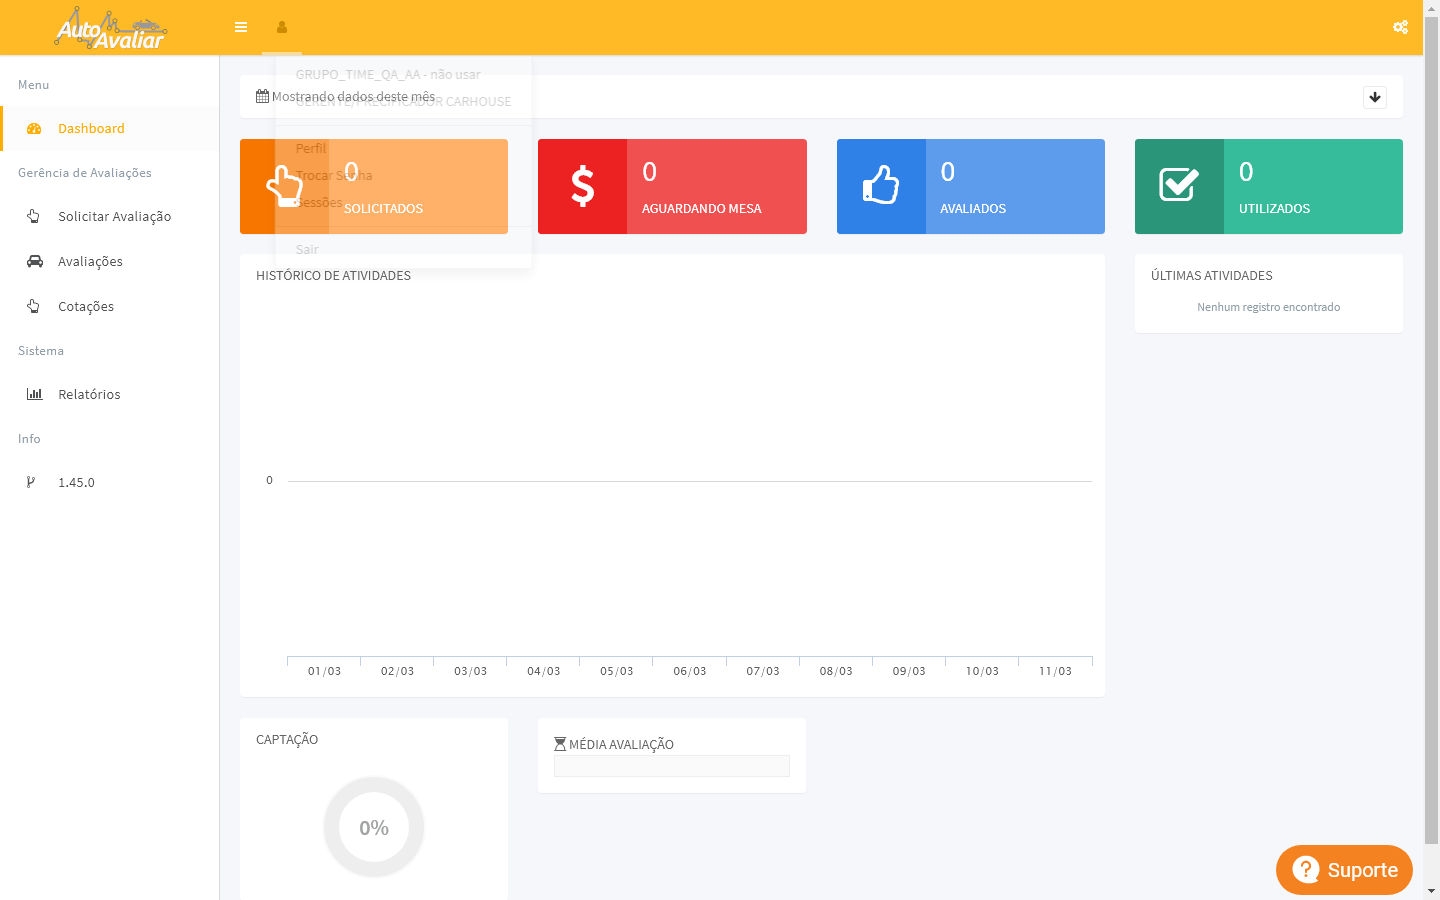 AutoAvaliar
GRUPO_TIME_QA_AA - não usar
Mostrando dados deste mês
GERENTE/PRECIFICADOR CARHOUSE
Perfil
Trocar Senha
Sessões
Sair
Menu
Dashboard
Gerência de Avaliações
Solicitar Avaliação
Avaliações
Cotações
Sistema
Relatórios
Info
1.45.0
0
SOLICITADOS
0
AGUARDANDO MESA
0
AVALIADOS
0
UTILIZADOS
HISTÓRICO DE ATIVIDADES
0
01/03 02/03 03/03 04/03 05/03 06/03 07/03 08/03 09/03 10/03 11/03
ÚLTIMAS ATIVIDADES
Nenhum registro encontrado
CAPTAÇÃO
0%
MÉDIA AVALIAÇÃO
Suporte